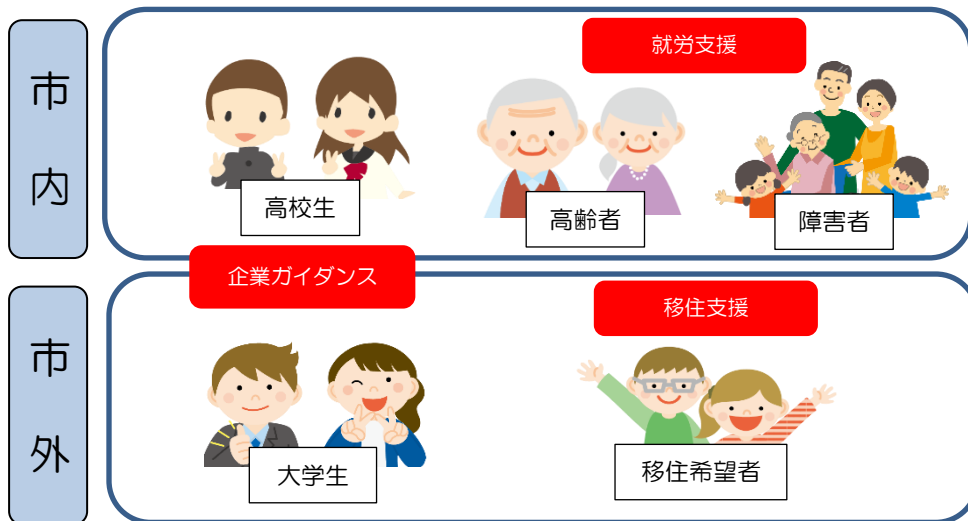 市内
就労支援
高校生
高齢者
障害者
企業ガイダンス
市外
移住支援
大学生
移住希望者